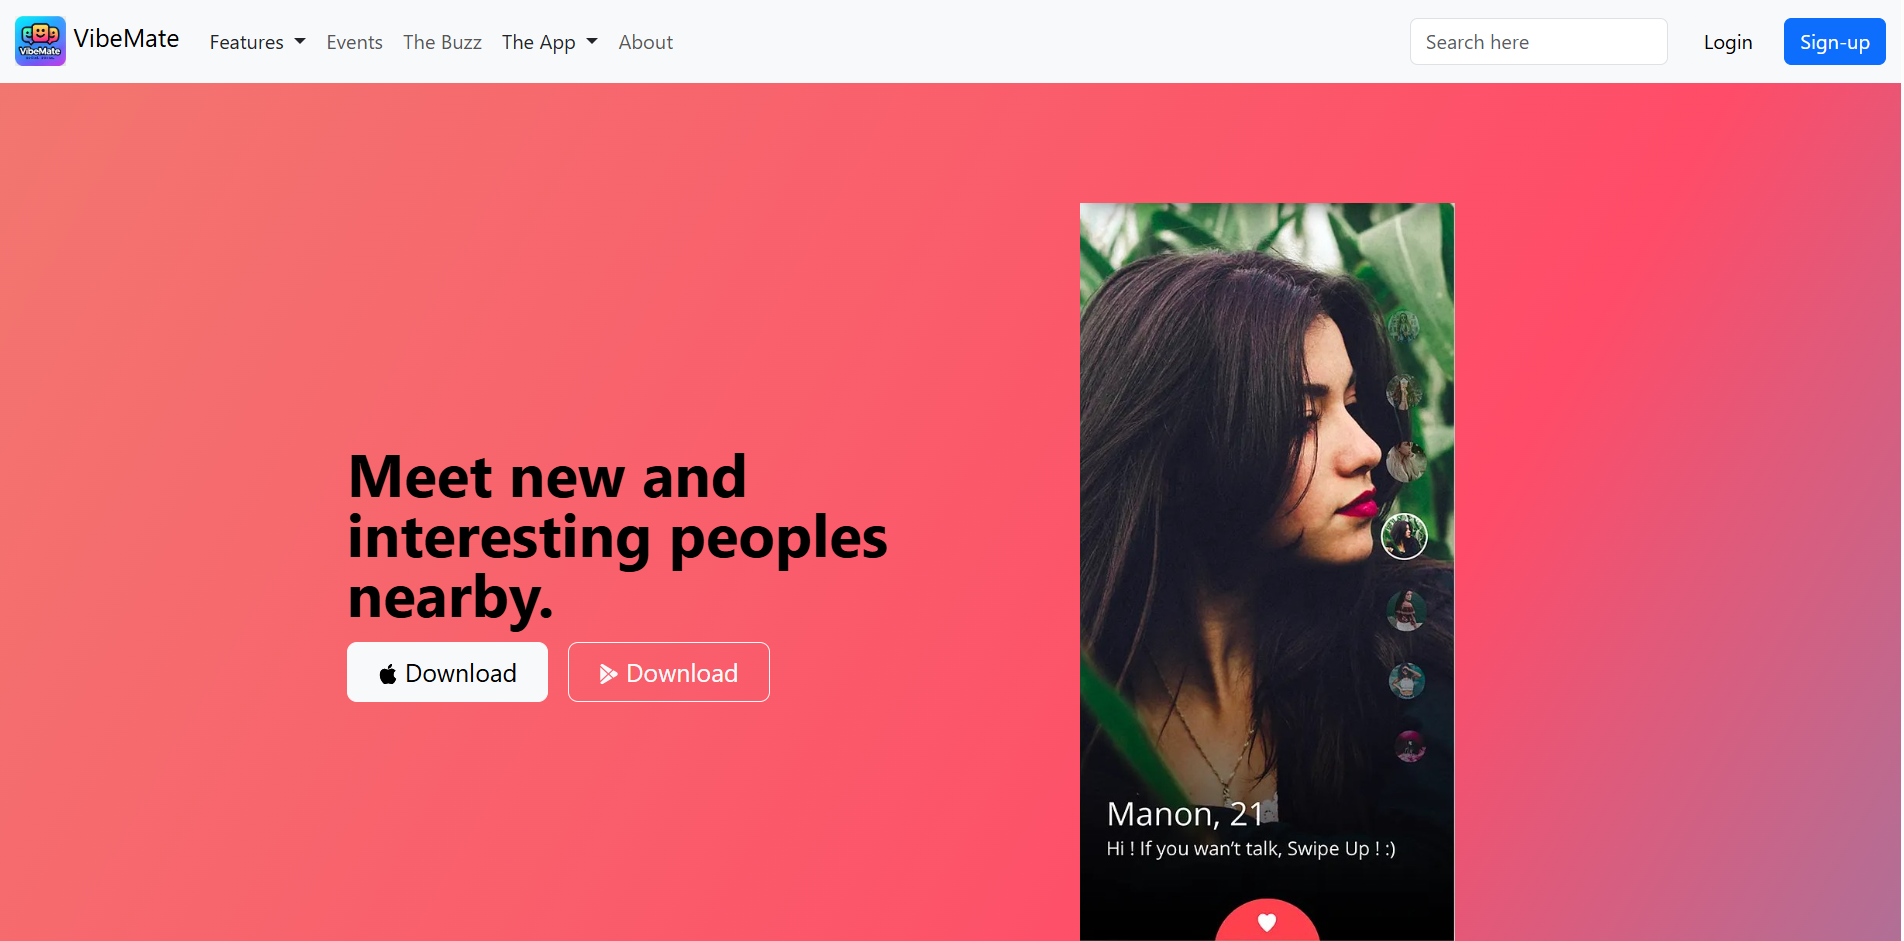 VibeMate
VibeMate
Features
Events
The Buzz
The App
About
Search here
Login
Sign-up
Meet new and
interesting peoples
nearby.
Download
Download
Manon, 21
Hi ! If you wan’t talk, Swipe Up ! :)